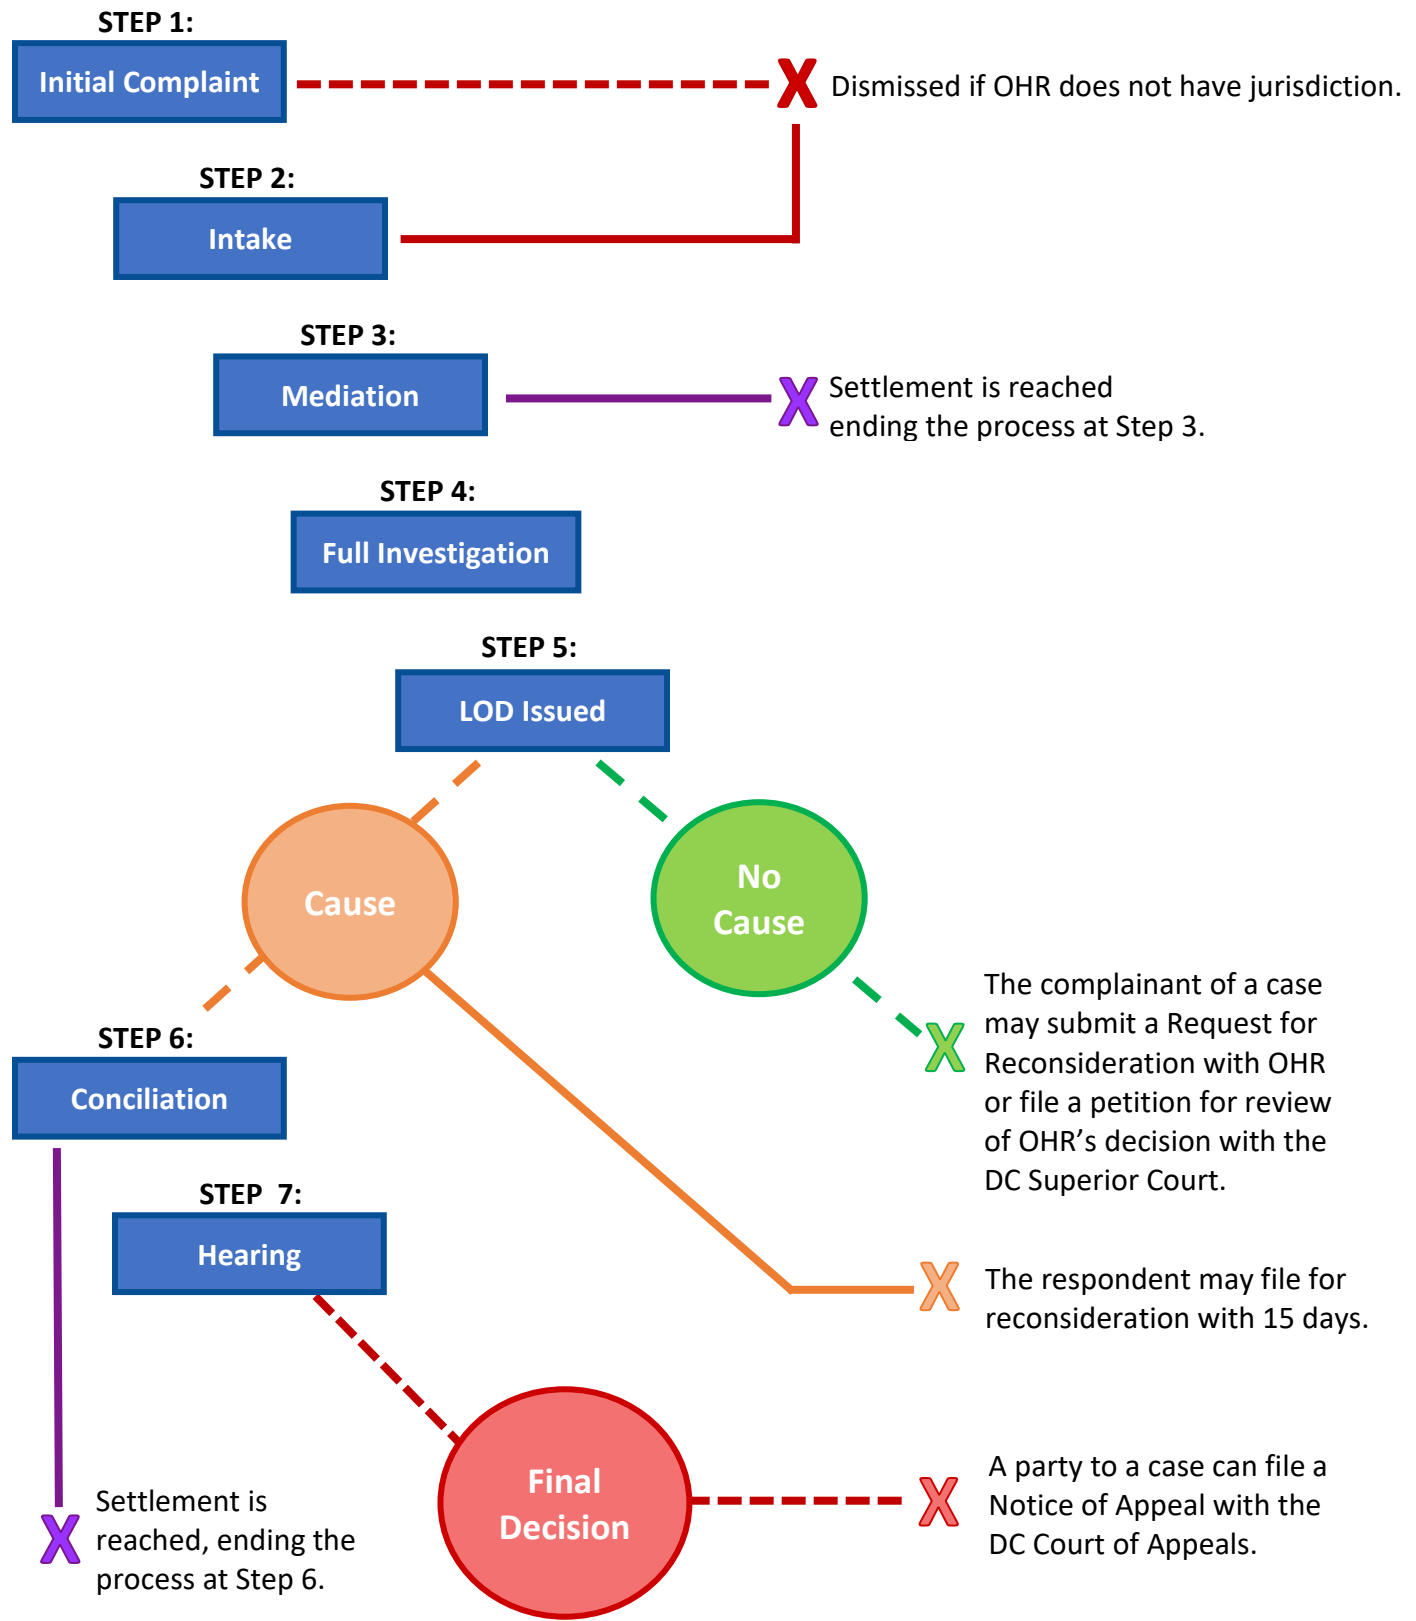 STEP 1:
Initial Complaint
X Dismissed if OHR does not have jurisdiction.
STEP 2:
Intake
STEP 3:
Mediation
X Settlement is reached
ending the process at Step 3.
STEP 4:
Full Investigation
STEP 5:
LOD Issued
Cause
No
Cause
X
The complainant of a case
may submit a Request for
Reconsideration with OHR
or file a petition for review
of OHR’s decision with the
DC Superior Court.
STEP 6:
Conciliation
STEP  7:
Hearing
X
The respondent may file for
reconsideration with 15 days.
Final
Decision
X
A party to a case can file a
Notice of Appeal with the
DC Court of Appeals.
X
Settlement is
reached, ending the
process at Step 6.